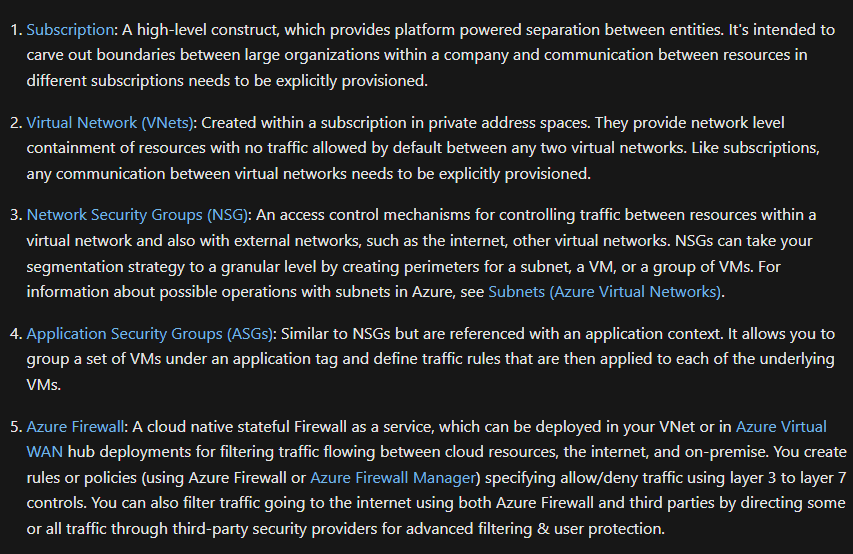 1. Subscription: A high-level construct, which provides platform powered separation between entities. It's intended to
carve out boundaries between large organizations within a company and communication between resources in
different subscriptions needs to be explicitly provisioned.
2. Virtual Network (VNets): Created within a subscription in private address spaces. They provide network level
containment of resources with no traffic allowed by default between any two virtual networks. Like subscriptions,
any communication between virtual networks needs to be explicitly provisioned.
3. Network Security Groups (NSG): An access control mechanisms for controlling traffic between resources within a
virtual network and also with external networks, such as the internet, other virtual networks. NSGs can take your
segmentation strategy to a granular level by creating perimeters for a subnet, a VM, or a group of VMs. For
information about possible operations with subnets in Azure, see Subnets (Azure Virtual Networks).
4. Application Security Groups (ASGs): Similar to NSGs but are referenced with an application context. It allows you to
group a set of VMs under an application tag and define traffic rules that are then applied to each of the underlying
VMs.
5. Azure Firewall: A cloud native stateful Firewall as a service, which can be deployed in your VNet or in Azure Virtual
WAN hub deployments for filtering traffic flowing between cloud resources, the internet, and on-premise. You create
rules or policies (using Azure Firewall or Azure Firewall Manager) specifying allow/deny traffic using layer 3 to layer 7
controls. You can also filter traffic going to the internet using both Azure Firewall and third parties by directing some
or all traffic through third-party security providers for advanced filtering & user protection.